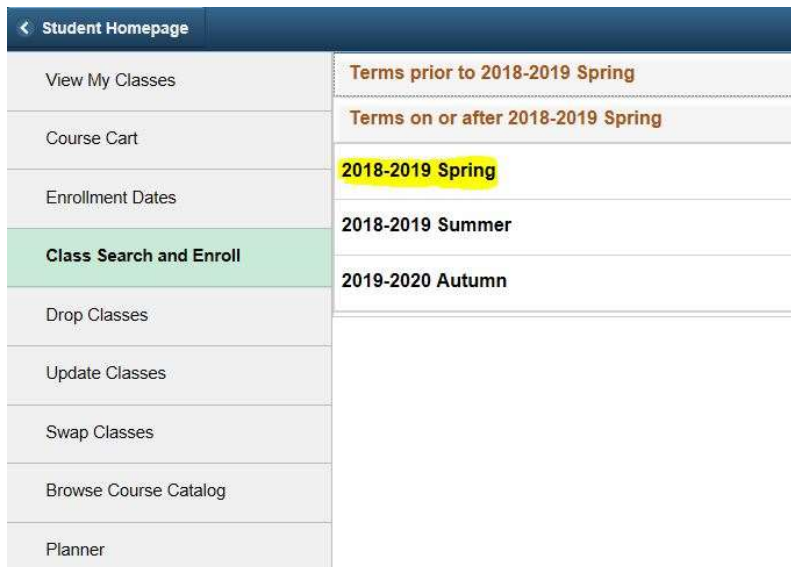 Student Homepage
View My Classes
Course Cart
Enrollment Dates
Class Search and Enroll
Drop Classes
Update Classes
Swap Classes
Browse Course Catalog
Planner
Terms prior to 2018-2019 Spring
Terms on or after 2018-2019 Spring
2018-2019 Spring
2018-2019 Summer
2019-2020 Autumn